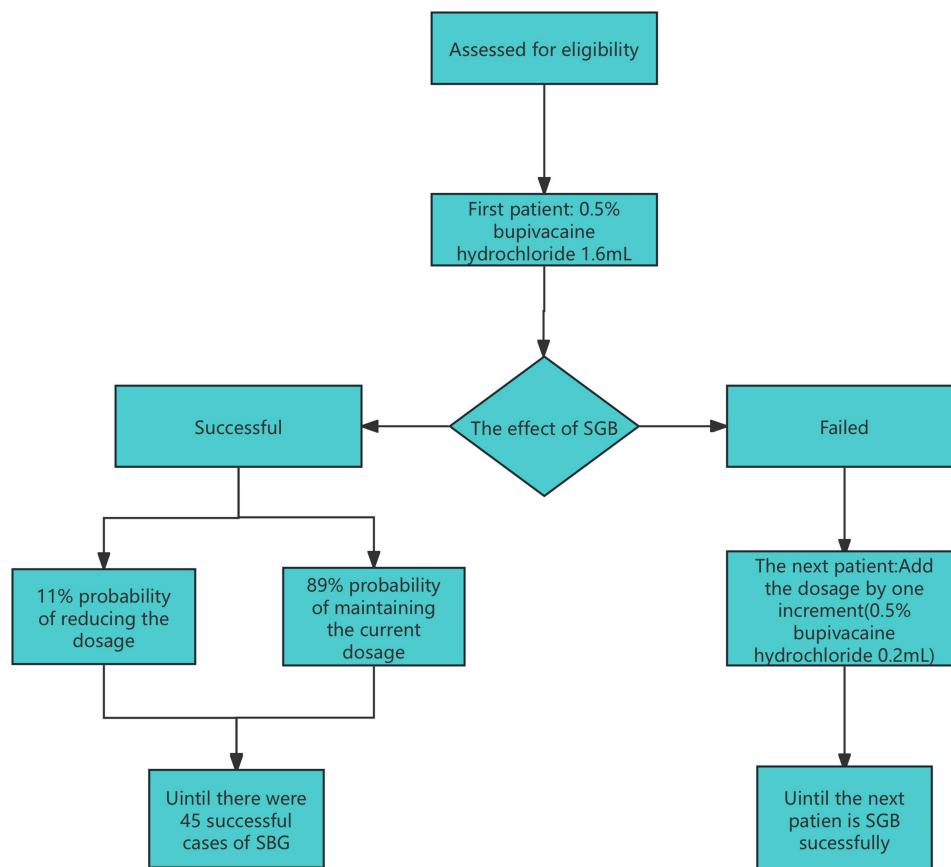 Assessed for eligibility
First patient: 0.5%
bupivacaine
hydrochloride 1.6mL
The effect of SGB
Successful
Failed
11% probability
of reducing the
dosage
89% probability
of maintaining
the current
dosage
The next patient:Add
the dosage by one
increment(0.5%
bupivacaine
hydrochloride 0.2mL)
Uintil there were
45 successful
cases of SBG
Uintil the next
patien is SGB
sucessfully